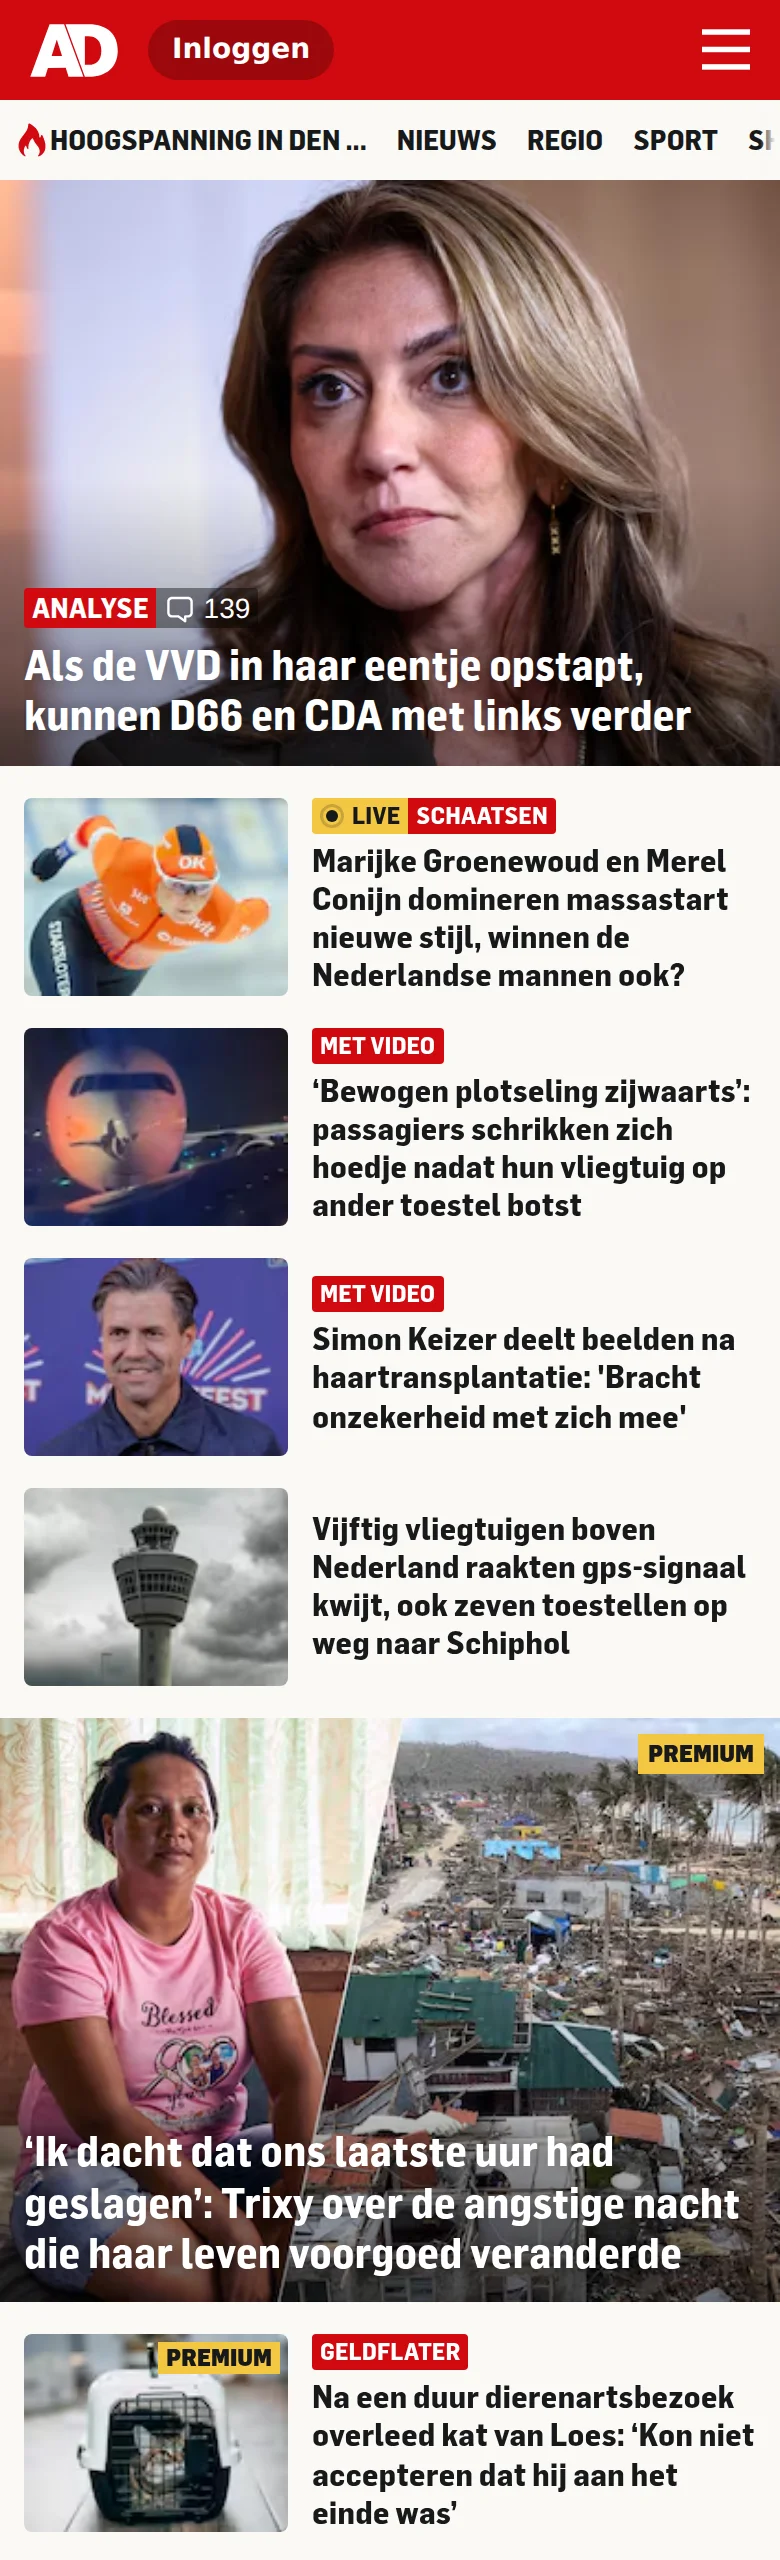 AD Inloggen
HOOGSPANNING IN DEN ... NIEUWS REGIO SPORT
ANALYSE 139
Als de VVD in haar eentje opstapt,
kunnen D66 en CDA met links verder
LIVE SCHAATSEN
Marijke Groenewoud en Merel
Conijn domineren massastart
nieuwe stijl, winnen de
Nederlandse mannen ook?
MET VIDEO
‘Bewogen plotseling zijwaarts’:
passagiers schrikken zich
hoedje nadat hun vliegtuig op
ander toestel botst
MET VIDEO
Simon Keizer deelt beelden na
haartransplantatie: 'Bracht
onzekerheid met zich mee'
Vijftig vliegtuigen boven
Nederland raakten gps-signaal
kwijt, ook zeven toestellen op
weg naar Schiphol
PREMIUM
Blessed
‘Ik dacht dat ons laatste uur had
geslagen’: Trixy over de angstige nacht
die haar leven voorgoed veranderde
PREMIUM
GELDFLATER
Na een duur dierenartsbezoek
overleed kat van Loes: ‘Kon niet
accepteren dat hij aan het
einde was’